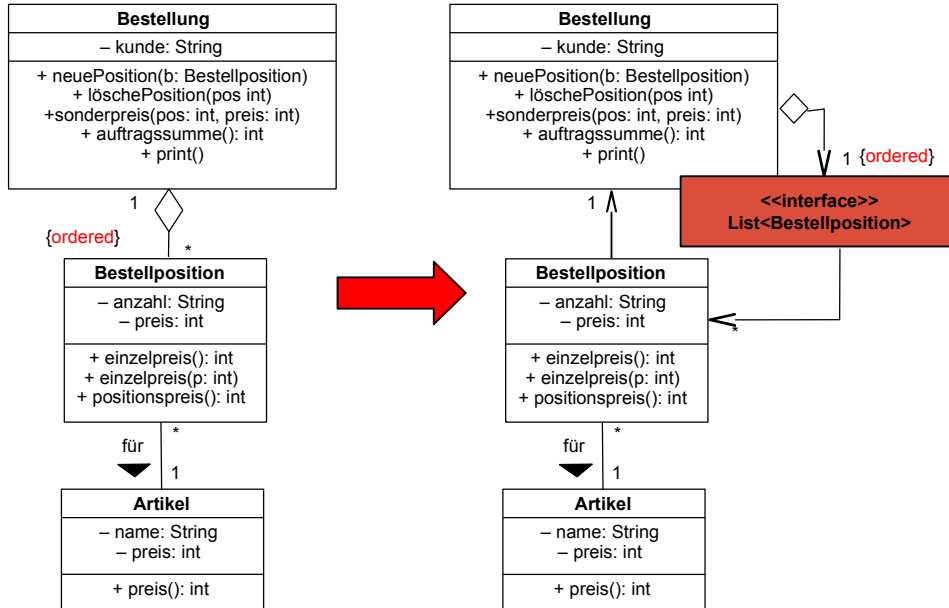 Bestellung
– kunde: String
+ neuePosition(b: Bestellposition)
+ löschePosition(pos int)
+sonderpreis(pos: int, preis: int)
+ auftragssumme(): int
+ print()
1
{ordered}
*
Bestellposition
– anzahl: String
– preis: int
+ einzelpreis(): int
+ einzelpreis(p: int)
+ positionspreis(): int
*
für
1
Artikel
– name: String
– preis: int
+ preis(): int
Bestellung
– kunde: String
+ neuePosition(b: Bestellposition)
+ löschePosition(pos int)
+sonderpreis(pos: int, preis: int)
+ auftragssumme(): int
+ print()
1 {ordered}
<<interface>>
List<Bestellposition>
1
Bestellposition
– anzahl: String
– preis: int
*
+ einzelpreis(): int
+ einzelpreis(p: int)
+ positionspreis(): int
*
für
1
Artikel
– name: String
– preis: int
+ preis(): int